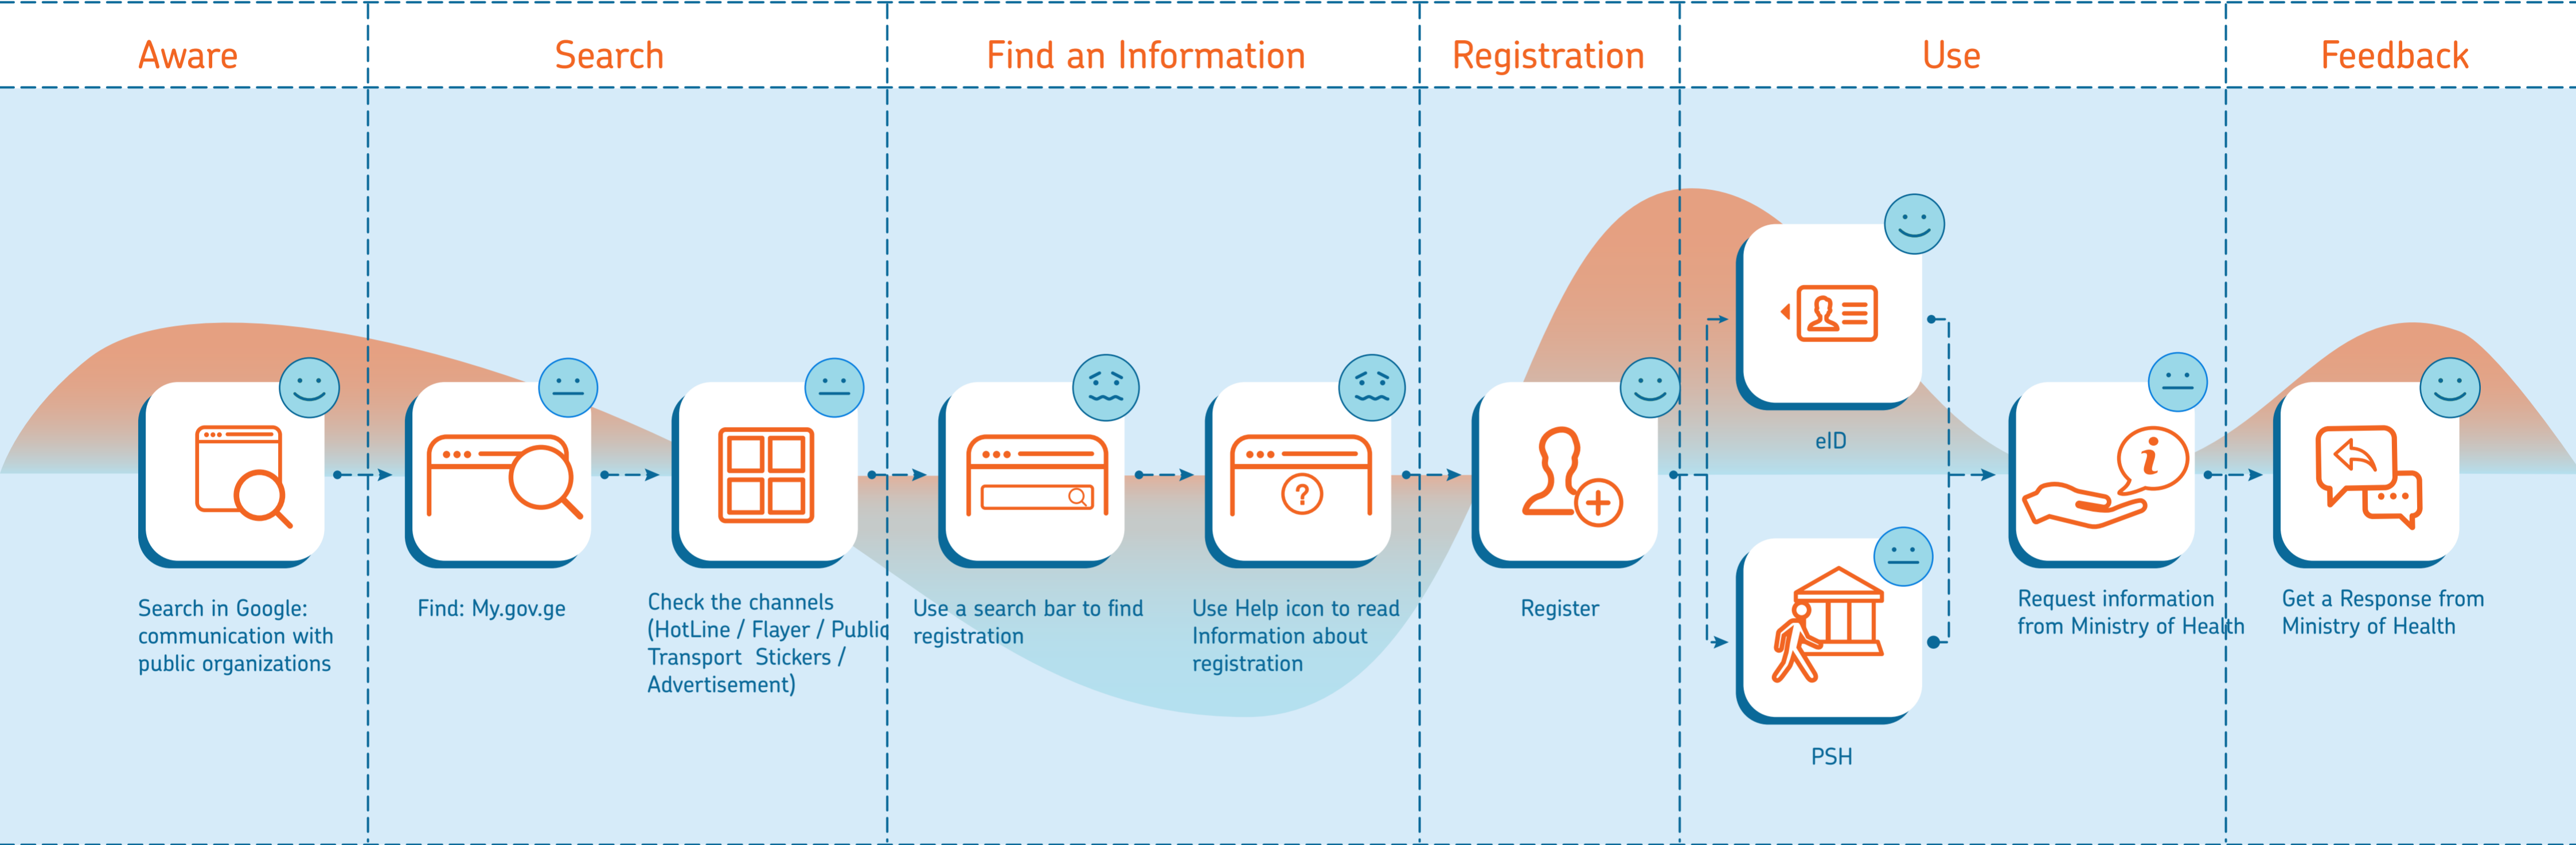 Aware
Search
Find an Information
Registration
Use
Feedback
Search in Google:
communication with
public organizations
Find: My.gov.ge
Check the channels
(HotLine / Flayer / Public
Transport Stickers /
Advertisement)
Use a search bar to find
registration
?
Use Help icon to read
Information about
registration
Register
eID
PSH
i
Request information
from Ministry of Health
Get a Response from
Ministry of Health